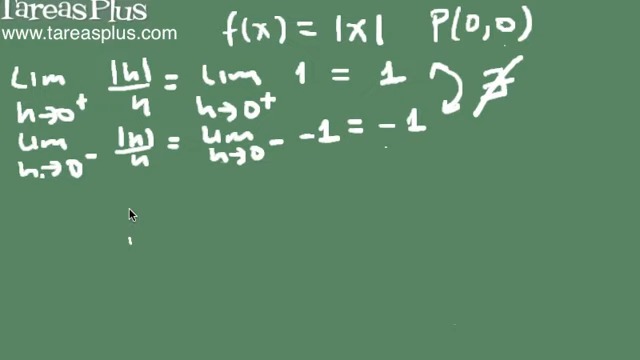 TareasPlus
www.tareasplus.com
f(x) = |x| P(0,0)
Lim h→0⁺ |h|/h = Lim h→0⁺ 1 = 1 ∄
Lim h→0⁻ |h|/h = Lim h→0⁻ -1 = -1